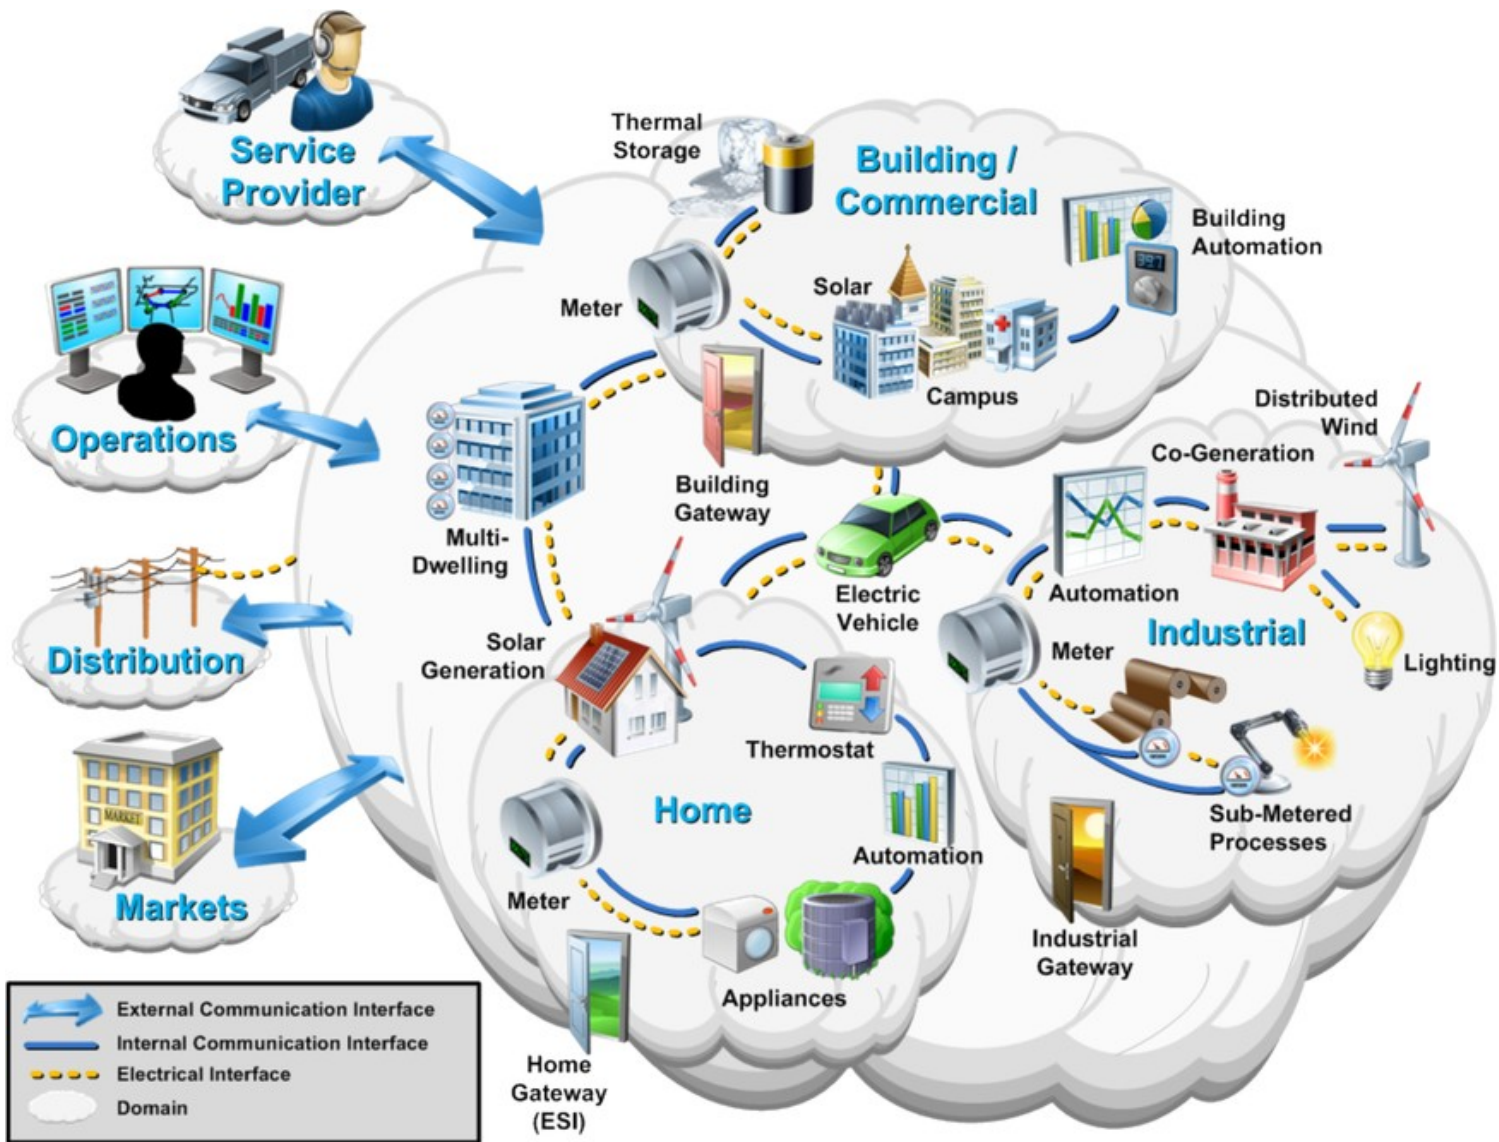 Service
Provider
Thermal
Storage
Building /
Commercial
Building
Automation
397
Meter
Solar
Campus
Operations
Building
Gateway
Multi-
Dwelling
Distributed
Wind
Co-Generation
Electric
Vehicle
Automation
Industrial
Meter
Lighting
Distribution
Solar
Generation
Thermostat
Sub-Metered
Processes
MARKET
Markets
Home
Automation
Meter
Industrial
Gateway
Appliances
Home
Gateway
(ESI)
External Communication Interface
Internal Communication Interface
Electrical Interface
Domain